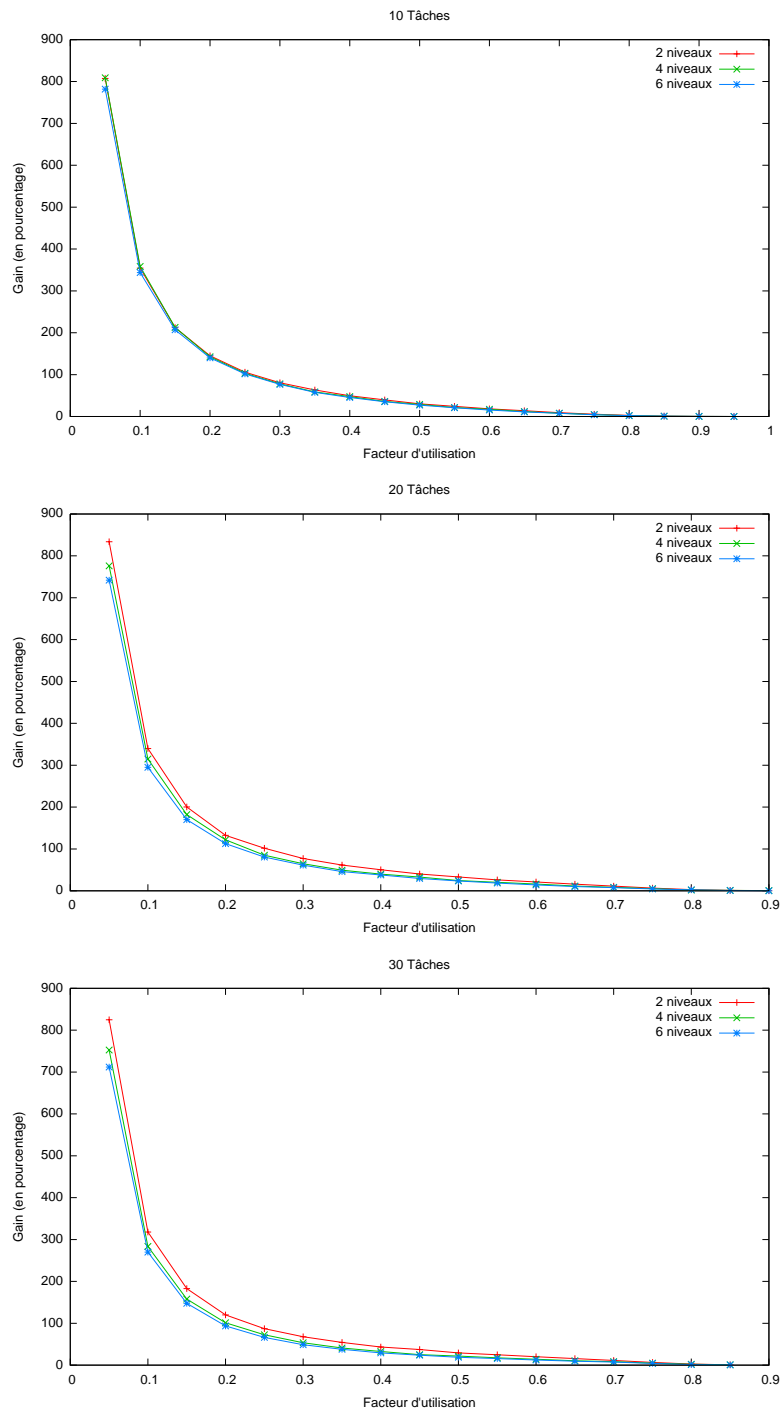 10 Tâches
900
800
700
600
500
400
300
200
100
0
Gain (en pourcentage)
2 niveaux
4 niveaux
6 niveaux
0 0.1 0.2 0.3 0.4 0.5 0.6 0.7 0.8 0.9 1
Facteur d'utilisation
20 Tâches
900
800
700
600
500
400
300
200
100
0
Gain (en pourcentage)
2 niveaux
4 niveaux
6 niveaux
0 0.1 0.2 0.3 0.4 0.5 0.6 0.7 0.8 0.9
Facteur d'utilisation
30 Tâches
900
800
700
600
500
400
300
200
100
0
Gain (en pourcentage)
2 niveaux
4 niveaux
6 niveaux
0 0.1 0.2 0.3 0.4 0.5 0.6 0.7 0.8 0.9
Facteur d'utilisation